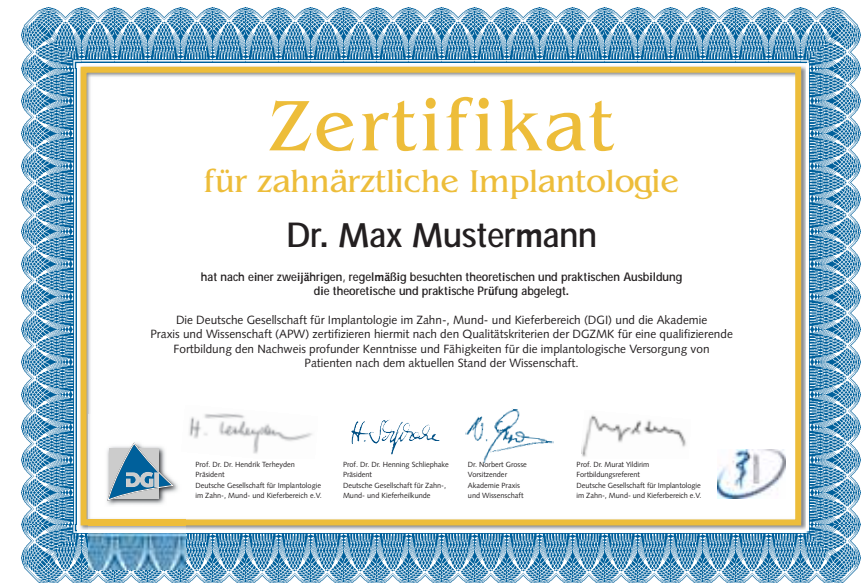 Zertifikat
für zahnärztliche Implantologie
Dr. Max Mustermann
hat nach einer zweijährigen, regelmäßig besuchten theoretischen und praktischen Ausbildung
die theoretische und praktische Prüfung abgelegt.
Die Deutsche Gesellschaft für Implantologie im Zahn-, Mund- und Kieferbereich (DGI) und die Akademie
Praxis und Wissenschaft (APW) zertifizieren hiermit nach den Qualitätskriterien der DGZMK für eine qualifizierende
Fortbildung den Nachweis profunder Kenntnisse und Fähigkeiten für die implantologische Versorgung von
Patienten nach dem aktuellen Stand der Wissenschaft.
H. Terheyden
H. Schliephake
N. Grosse
DGI
Prof. Dr. Dr. Hendrik Terheyden
Präsident
Deutsche Gesellschaft für Implantologie
im Zahn-, Mund- und Kieferbereich e.V.
Prof. Dr. Dr. Henning Schliephake
Präsident
Deutsche Gesellschaft für Zahn-,
Mund- und Kieferheilkunde
Dr. Norbert Grosse
Vorsitzender
Akademie Praxis
und Wissenschaft
Prof. Dr. Murat Yildirim
Fortbildungsreferent
Deutsche Gesellschaft für Implantologie
im Zahn-, Mund- und Kieferbereich e.V.